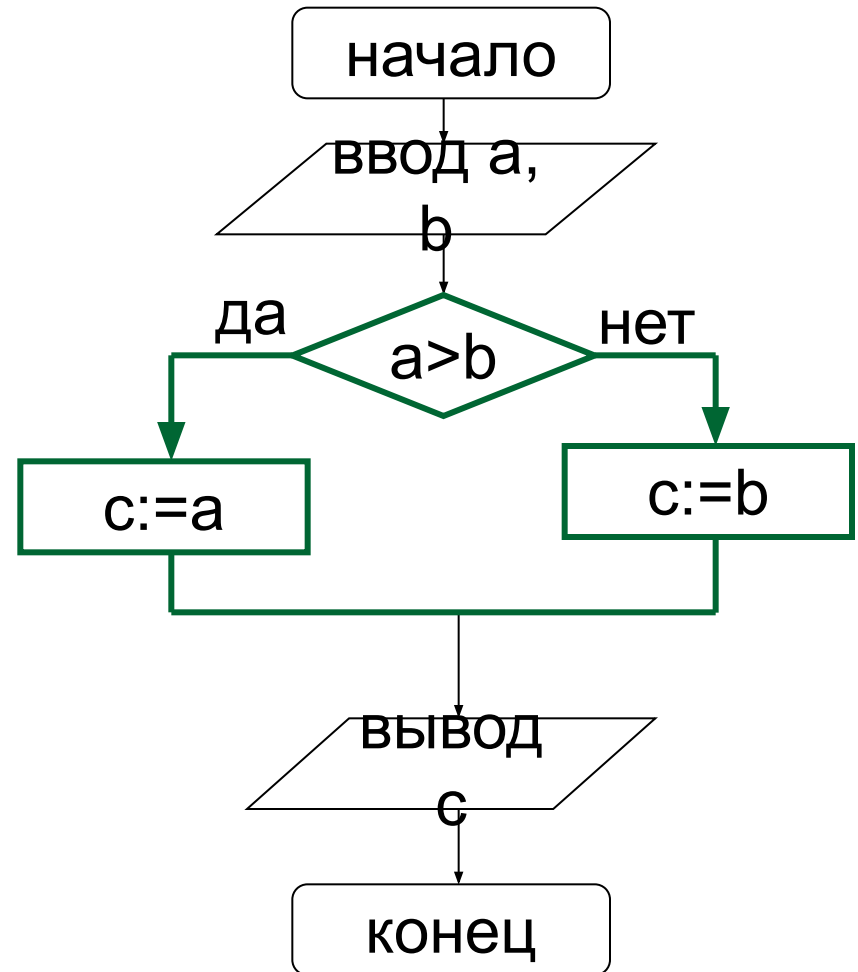 начало
ввод a,
b
да
нет
a>b
c:=a
c:=b
вывод
c
конец